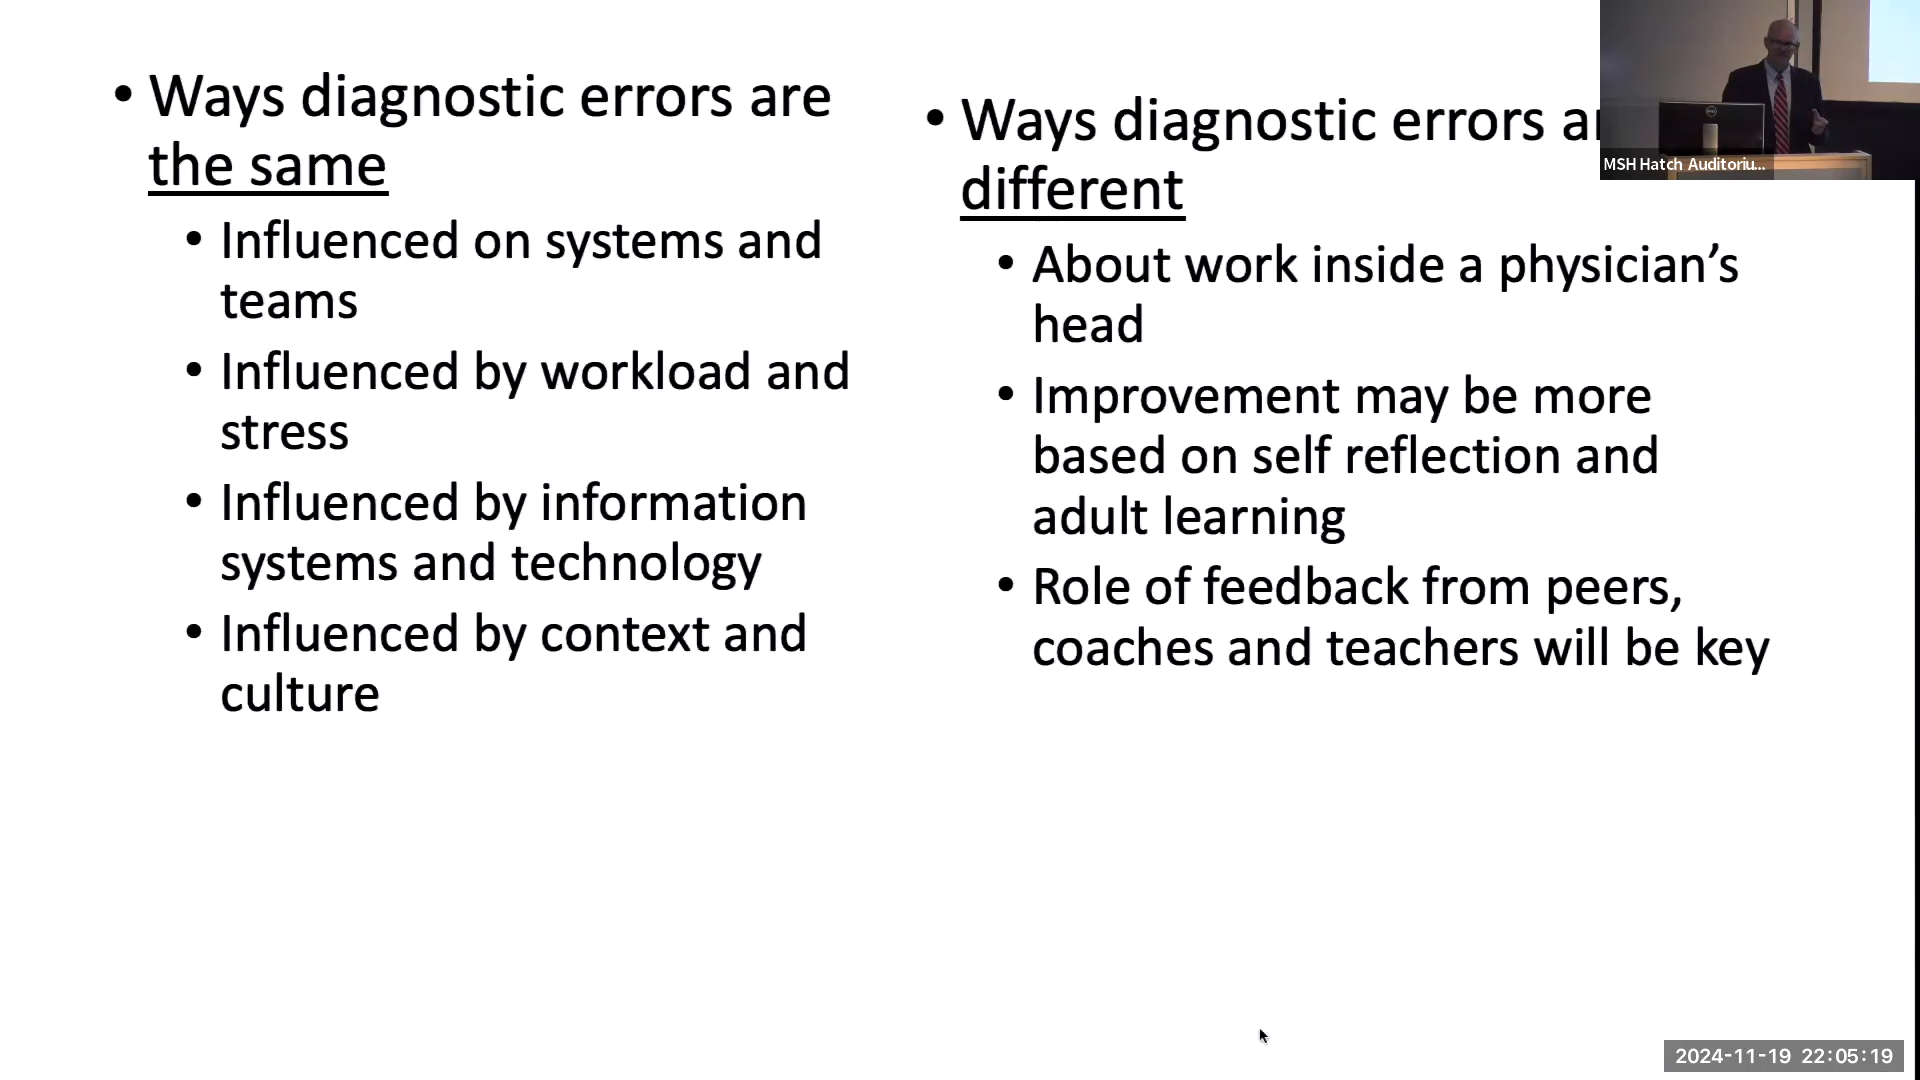 • Ways diagnostic errors are
the same
• Influenced on systems and
teams
• Influenced by workload and
stress
• Influenced by information
systems and technology
• Influenced by context and
culture
• Ways diagnostic errors
different
• About work inside a physician’s
head
• Improvement may be more
based on self reflection and
adult learning
• Role of feedback from peers,
coaches and teachers will be key
MSH Hatch Auditoriu...
2024-11-19 22:05:19